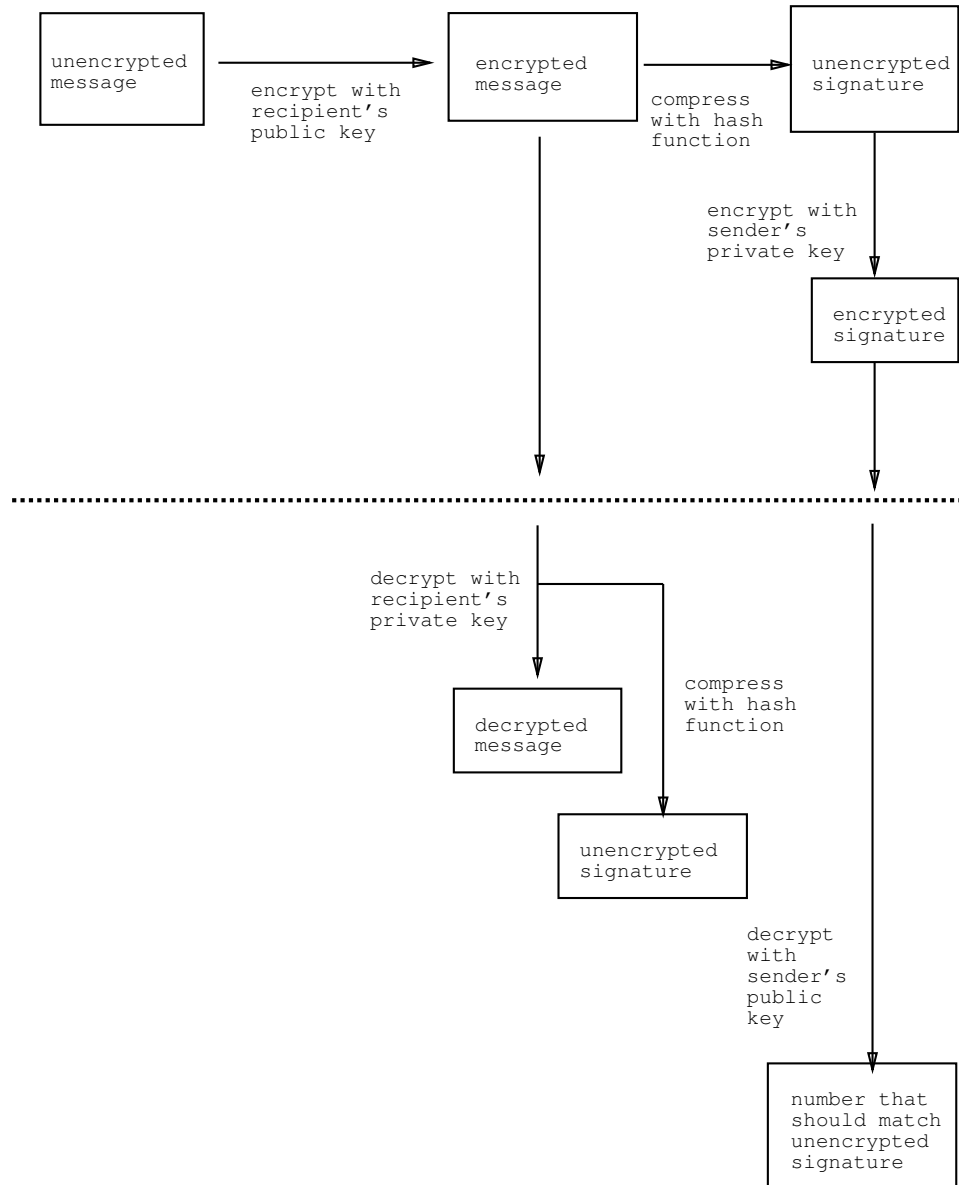 unencrypted
message
encrypt with
recipient's
public key
encrypted
message
compress
with hash
function
unencrypted
signature
encrypt with
sender's
private key
encrypted
signature
decrypt with
recipient's
private key
decrypted
message
compress
with hash
function
unencrypted
signature
decrypt
with
sender's
public
key
number that
should match
unencrypted
signature